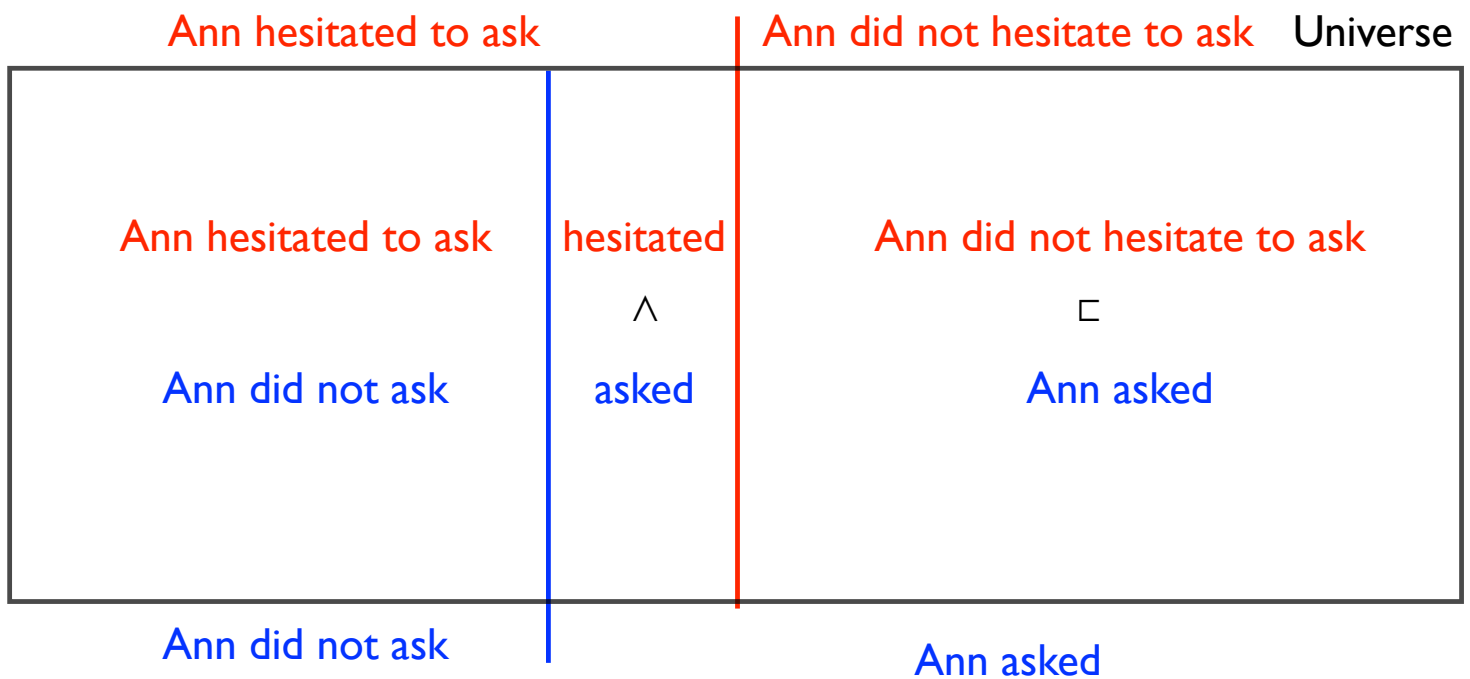 Ann hesitated to ask Ann did not hesitate to ask Universe
Ann hesitated to ask hesitated Ann did not hesitate to ask
∧ ⊏
Ann did not ask asked Ann asked
Ann did not ask Ann asked